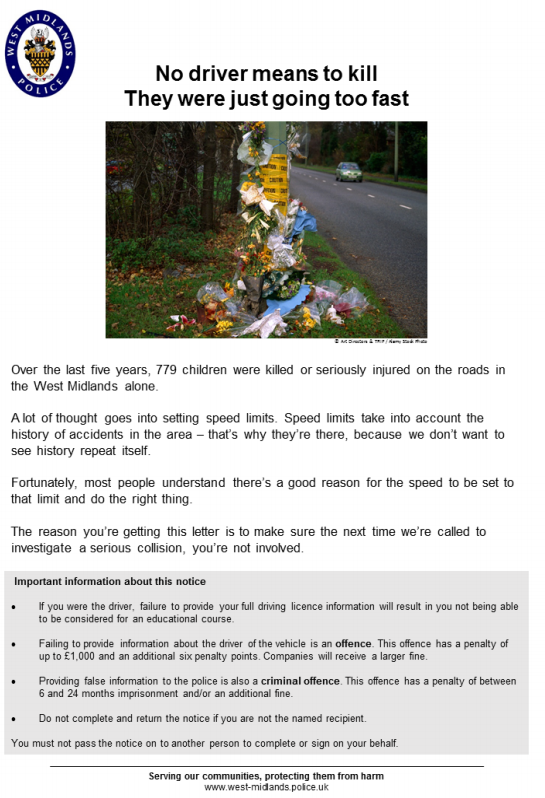 WEST MIDLANDS
POLICE
No driver means to kill
They were just going too fast
CAUTION
© Art Directors & TRIP / Alamy Stock Photo
Over the last five years, 779 children were killed or seriously injured on the roads in
the West Midlands alone.
A lot of thought goes into setting speed limits. Speed limits take into account the
history of accidents in the area – that’s why they’re there, because we don’t want to
see history repeat itself.
Fortunately, most people understand there’s a good reason for the speed to be set to
that limit and do the right thing.
The reason you’re getting this letter is to make sure the next time we’re called to
investigate a serious collision, you’re not involved.
Important information about this notice
• If you were the driver, failure to provide your full driving licence information will result in you not being able
to be considered for an educational course.
• Failing to provide information about the driver of the vehicle is an offence. This offence has a penalty of
up to £1,000 and an additional six penalty points. Companies will receive a larger fine.
• Providing false information to the police is also a criminal offence. This offence has a penalty of between
6 and 24 months imprisonment and/or an additional fine.
• Do not complete and return the notice if you are not the named recipient.
You must not pass the notice on to another person to complete or sign on your behalf.
Serving our communities, protecting them from harm
www.west-midlands.police.uk